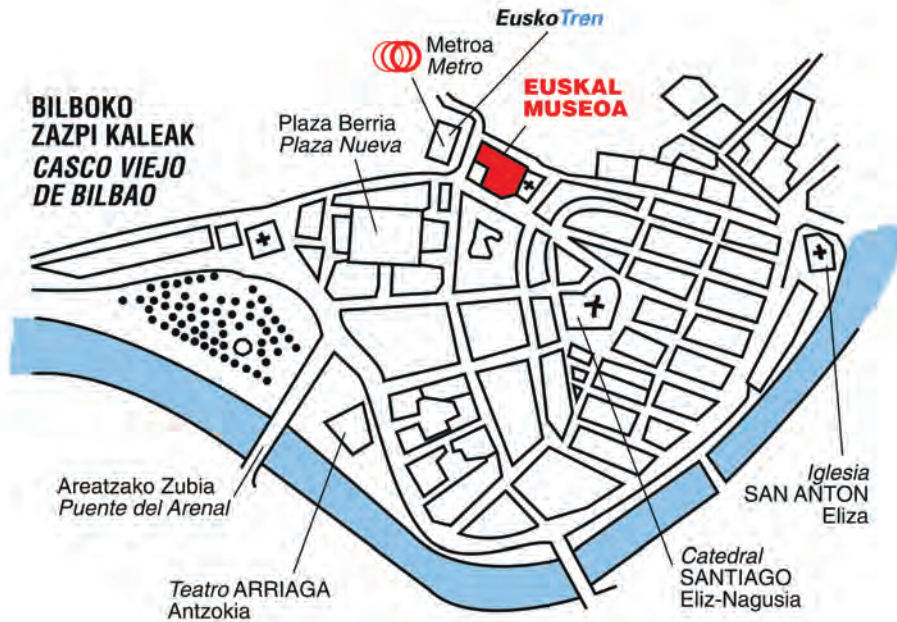 EuskoTren
Metroa
Metro
EUSKAL
MUSEOA
BILBOKO
ZAZPI KALEAK
CASCO VIEJO
DE BILBAO
Plaza Berria
Plaza Nueva
Areatzako Zubia
Puente del Arenal
Teatro ARRIAGA
Antzokia
Iglesia
SAN ANTON
Eliza
Catedral
SANTIAGO
Eliz-Nagusia